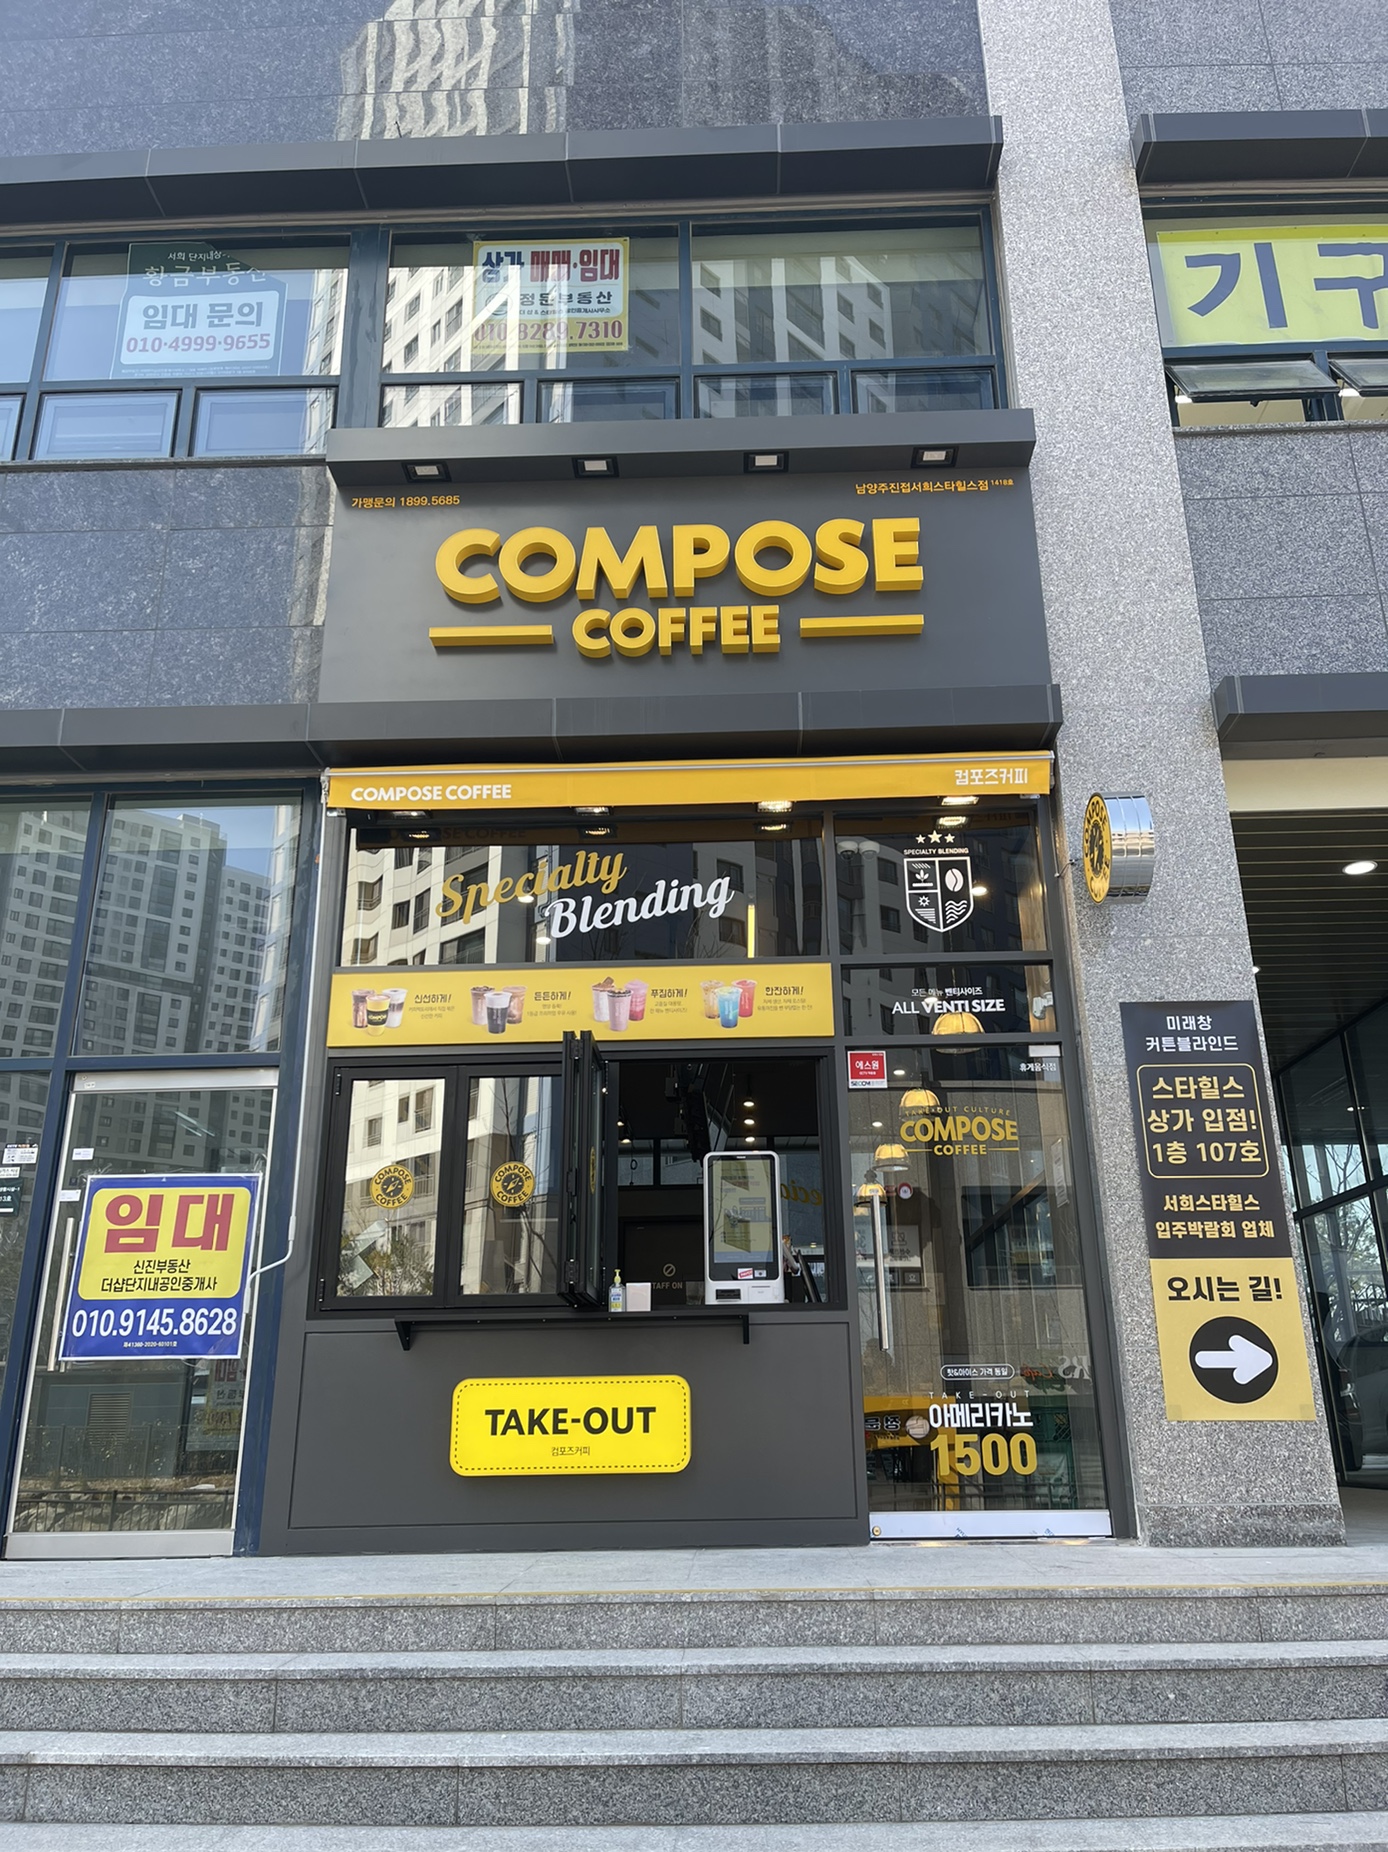 서희 단지내상
황금부동산
임대 문의
010·4999·9655
상가 매매·임대
정문부동산
010.8289.7310
기구
가맹문의 1899.5685
남양주진접서희스타힐스점 1418호
COMPOSE
COFFEE
COMPOSE COFFEE
컴포즈커피
Specialty
Blending
SPECIALTY BLENDING
신선하게!
든든하게!
푸짐하게!
한잔하게!
모든 메뉴 벤티사이즈
ALL VENTI SIZE
에스원
SECOM
휴게음식점
TAKE-OUT CULTURE
COMPOSE
COFFEE
COMPOSE
COFFEE
COMPOSE
COFFEE
STAFF ON
TAKE-OUT
컴포즈커피
핫&아이스 가격 동일
TAKE-OUT
아메리카노
1500
임대
신진부동산
더샵단지내공인중개사
010.9145.8628
미래창
커튼블라인드
스타힐스
상가 입점!
1층 107호
서희스타힐스
입주박람회 업체
오시는 길!